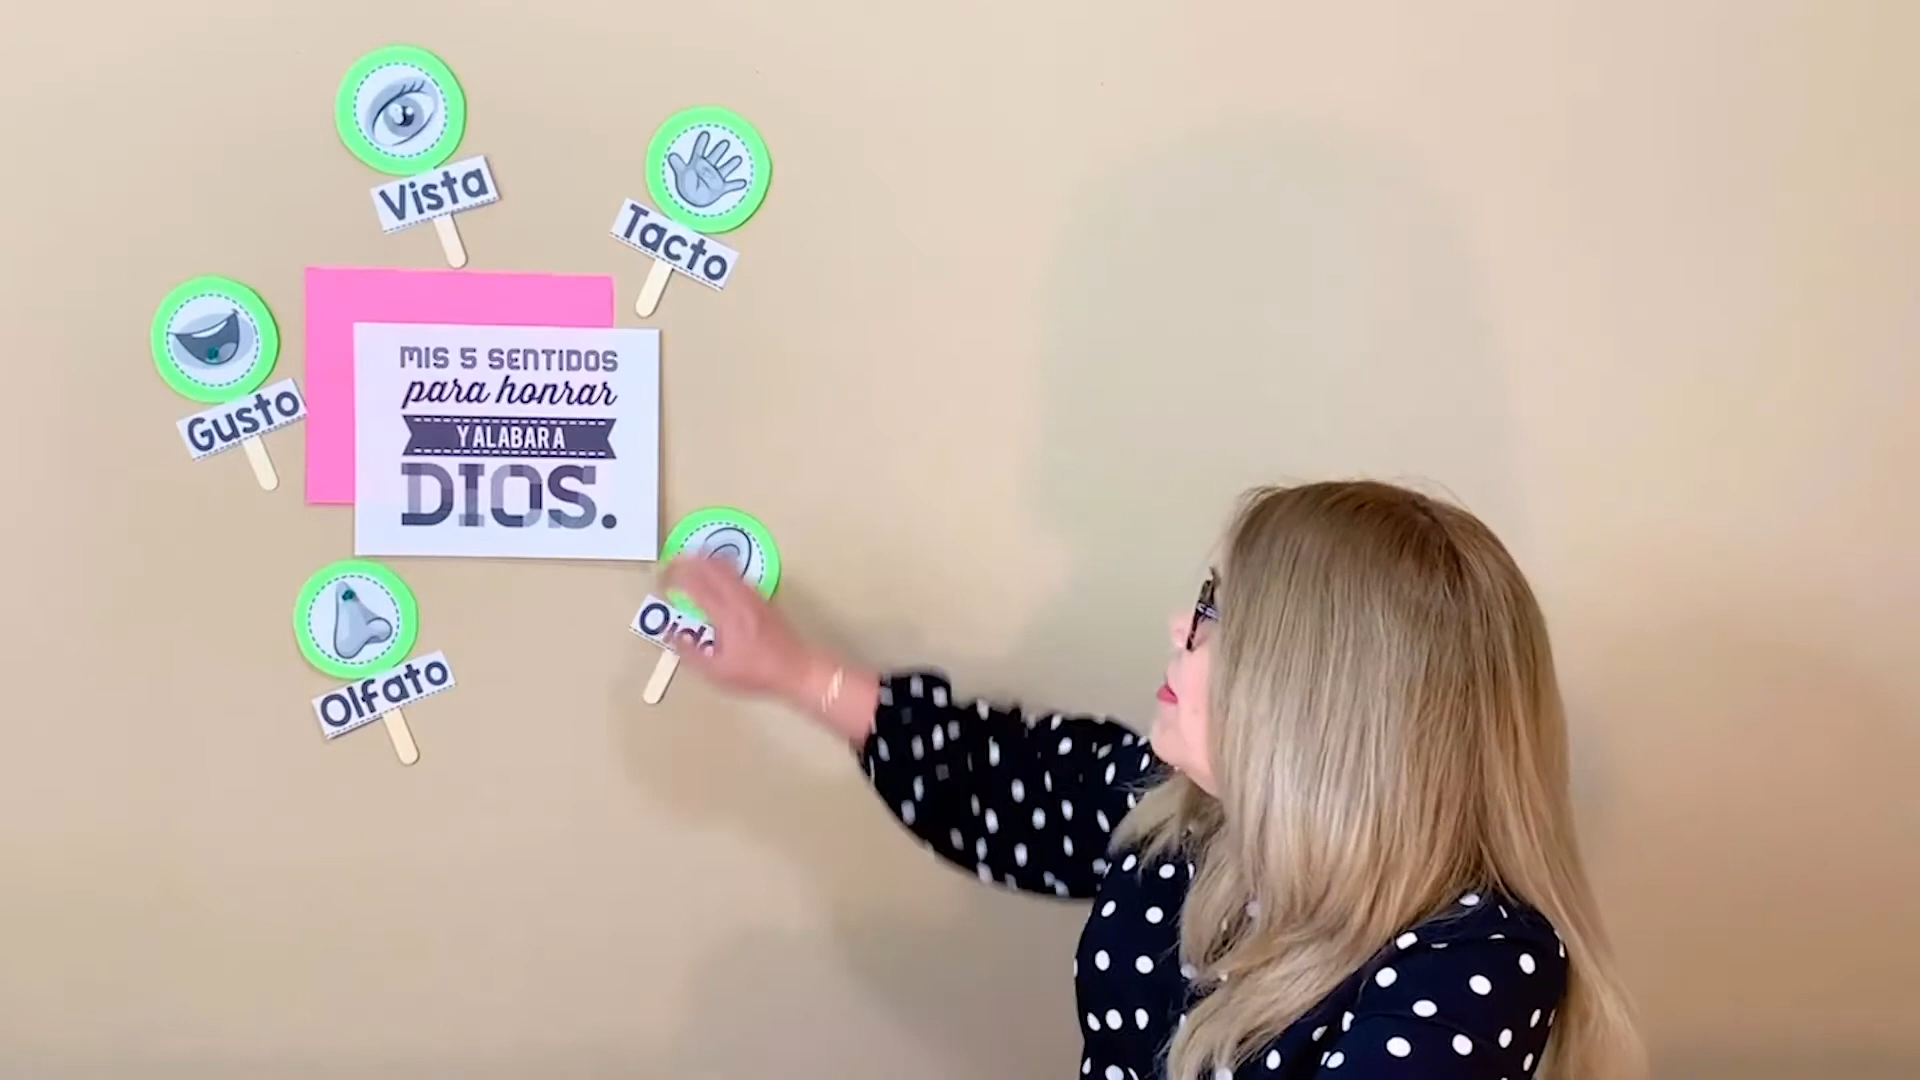 Vista
Tacto
Gusto
MIS 5 SENTIDOS
para honrar
Y ALABAR A
DIOS.
Olfato